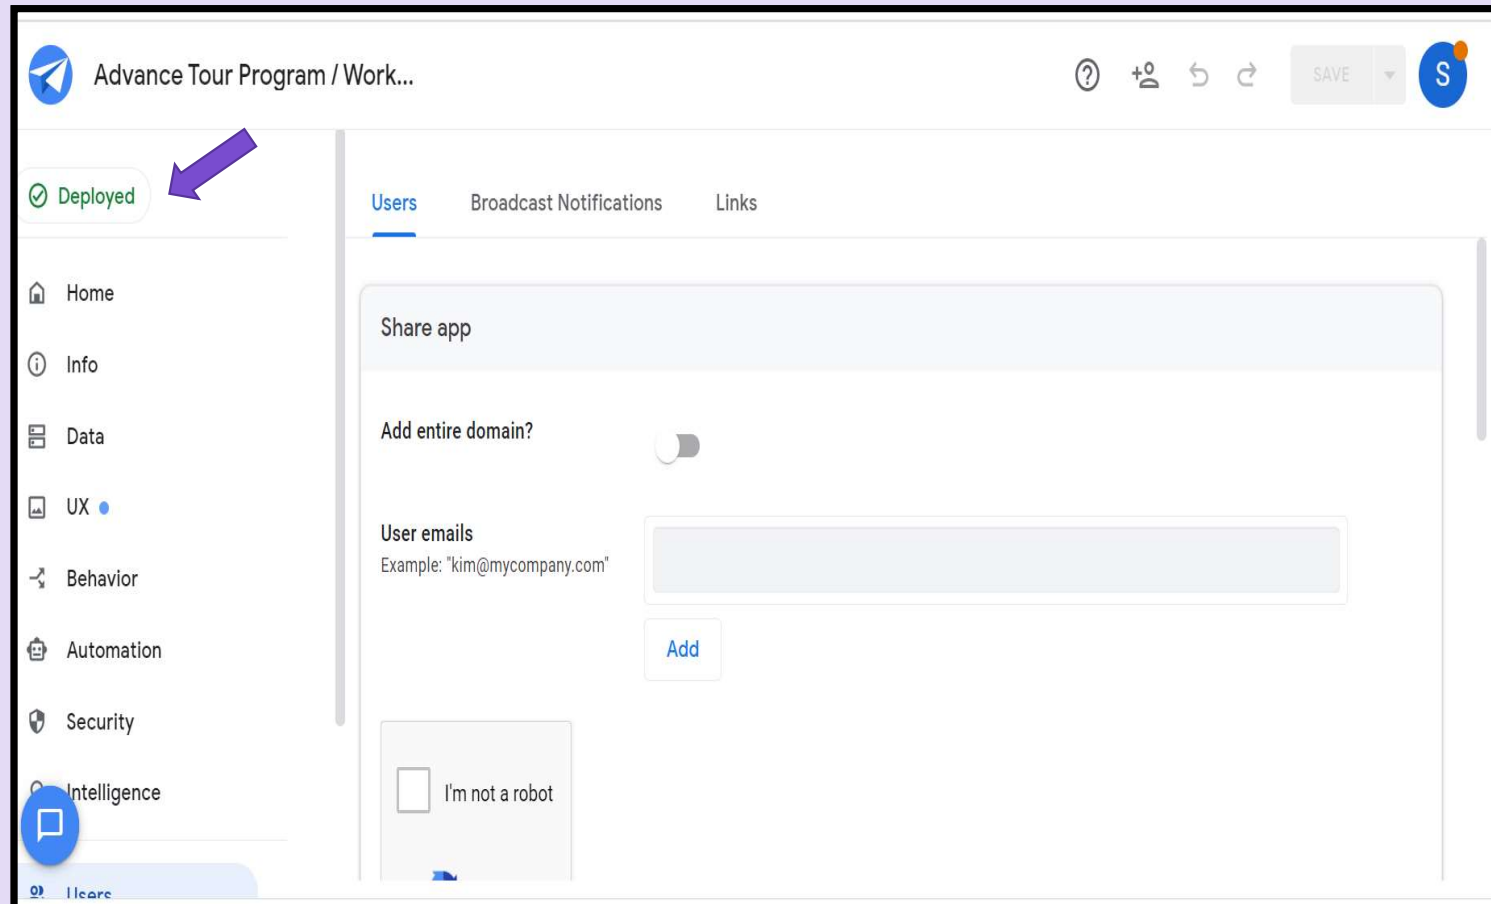 Advance Tour Program / Work...
SAVE
S
Deployed
Users
Broadcast Notifications
Links
Home
Info
Data
UX
Behavior
Automation
Security
Intelligence
Users
Share app
Add entire domain?
User emails
Example: "kim@mycompany.com"
Add
I'm not a robot